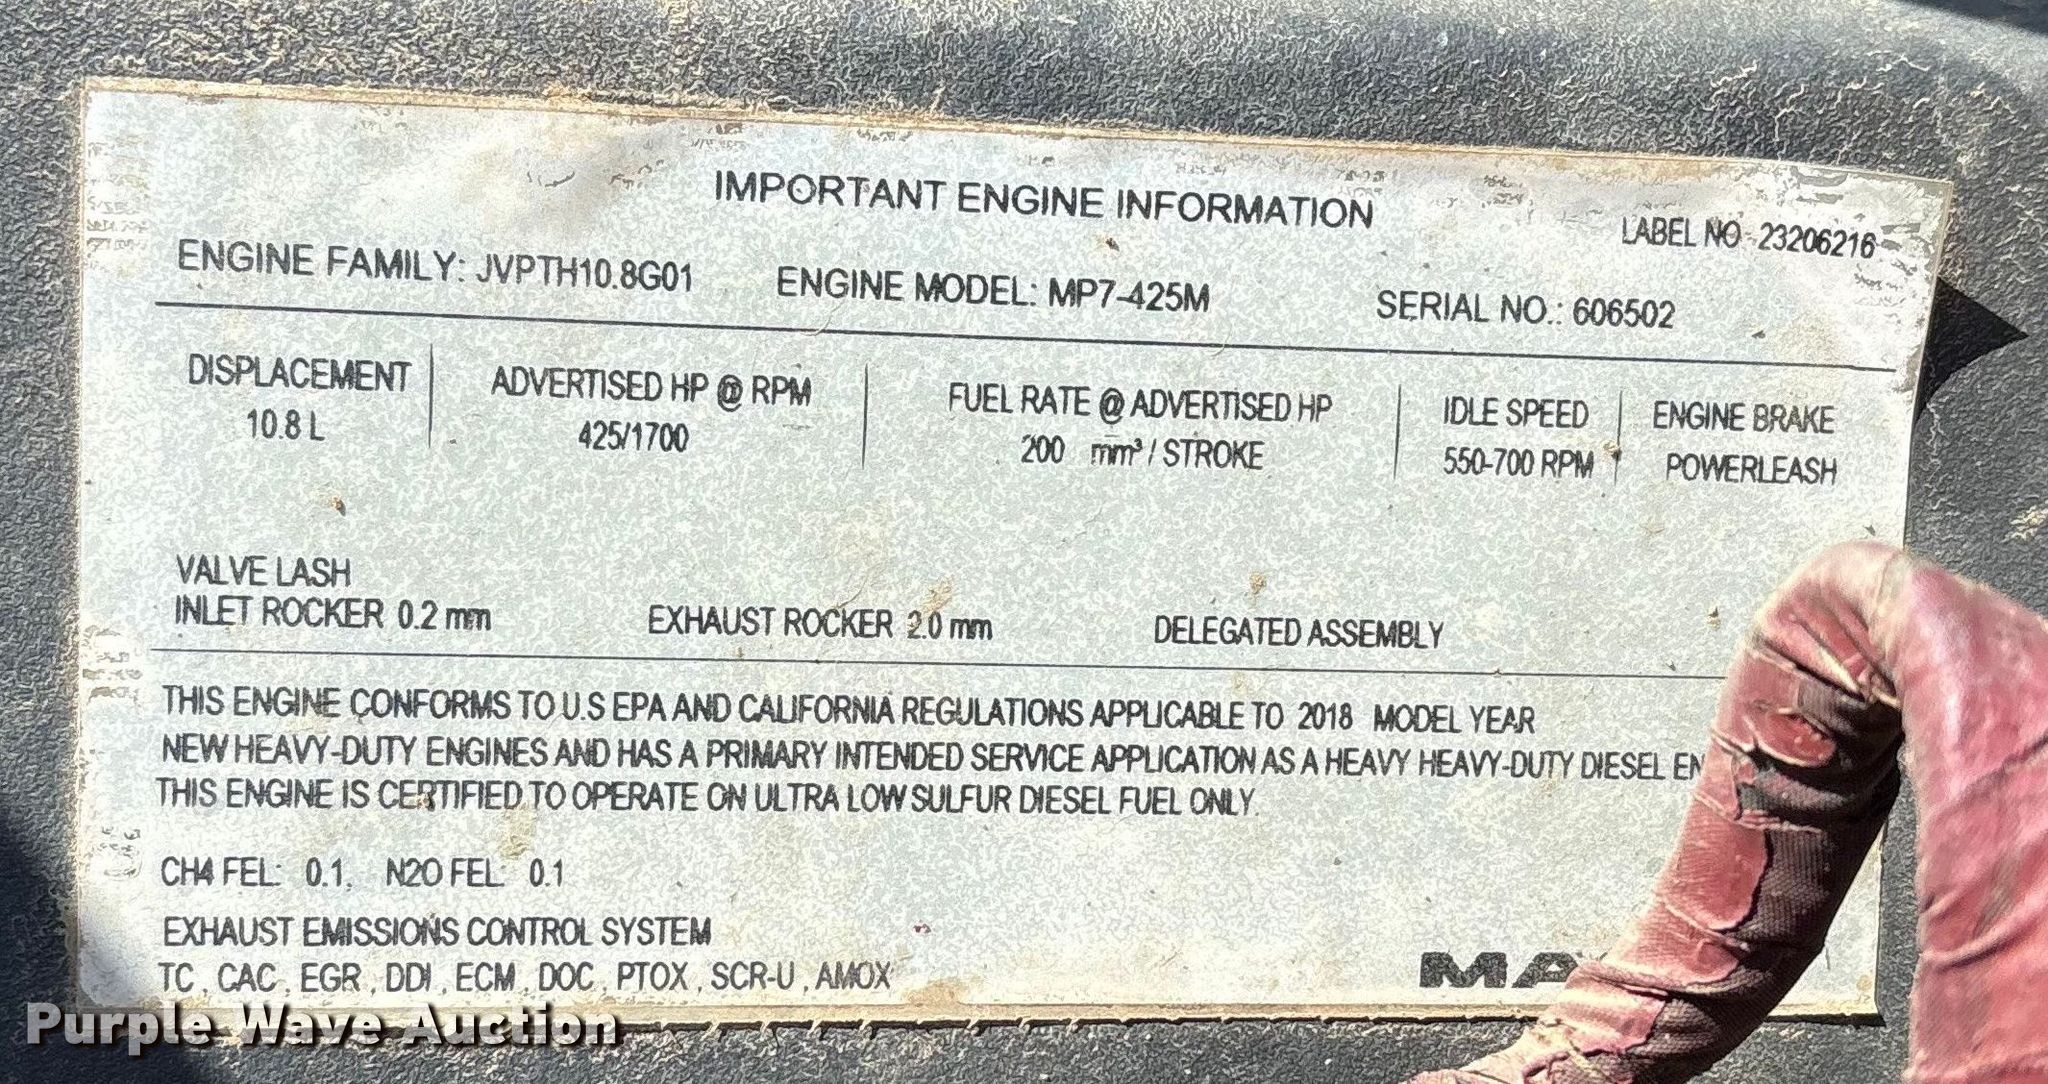 IMPORTANT ENGINE INFORMATION
LABEL NO 23206216
ENGINE FAMILY: JVPTH10.8G01 ENGINE MODEL: MP7-425M SERIAL NO.: 606502
DISPLACEMENT ADVERTISED HP @ RPM FUEL RATE @ ADVERTISED HP IDLE SPEED ENGINE BRAKE
10.8 L 425/1700 200 mm³ / STROKE 550-700 RPM POWERLEASH
VALVE LASH
INLET ROCKER 0.2 mm EXHAUST ROCKER 2.0 mm DELEGATED ASSEMBLY
THIS ENGINE CONFORMS TO U.S EPA AND CALIFORNIA REGULATIONS APPLICABLE TO 2018 MODEL YEAR
NEW HEAVY-DUTY ENGINES AND HAS A PRIMARY INTENDED SERVICE APPLICATION AS A HEAVY HEAVY-DUTY DIESEL EN
THIS ENGINE IS CERTIFIED TO OPERATE ON ULTRA LOW SULFUR DIESEL FUEL ONLY.
CH4 FEL: 0.1, N2O FEL: 0.1
EXHAUST EMISSIONS CONTROL SYSTEM
TC , CAC , EGR , DDI , ECM , DOC , PTOX , SCR-U , AMOX
MA
Purple Wave Auction